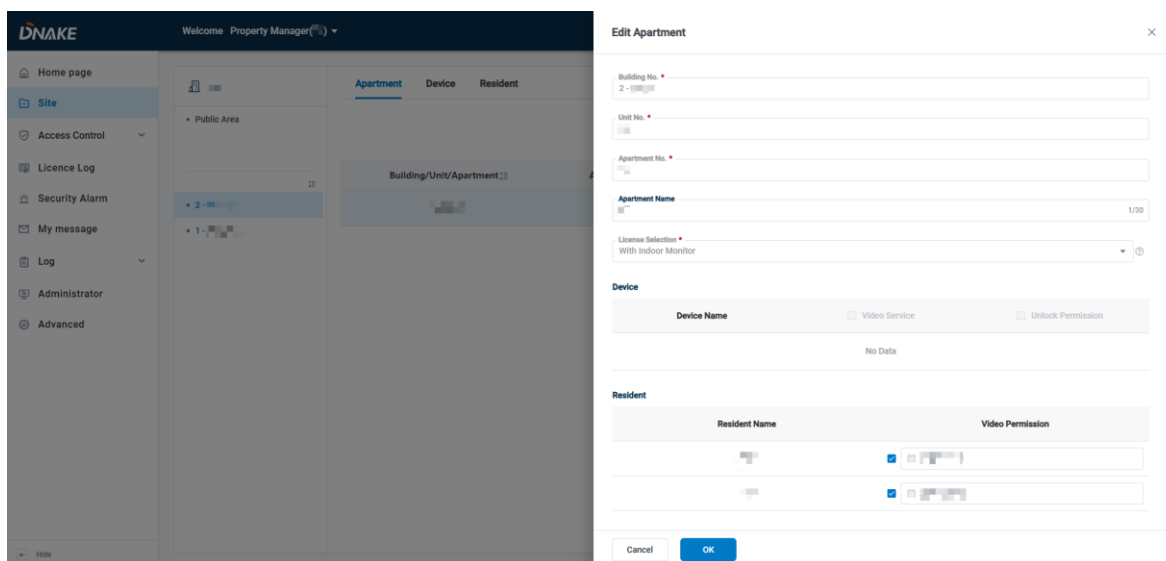 DNAKE
Welcome Property Manager( )
Home page
Site
Access Control
Licence Log
Security Alarm
My message
Log
Administrator
Advanced
Hide
Public Area
2 -
1 -
Apartment Device Resident
Building/Unit/Apartment
Edit Apartment
Building No. *
2 -
Unit No. *
Apartment No. *
Apartment Name
1/30
License Selection *
With Indoor Monitor
Device
Device Name Video Service Unlock Permission
No Data
Resident
Resident Name Video Permission
Cancel OK